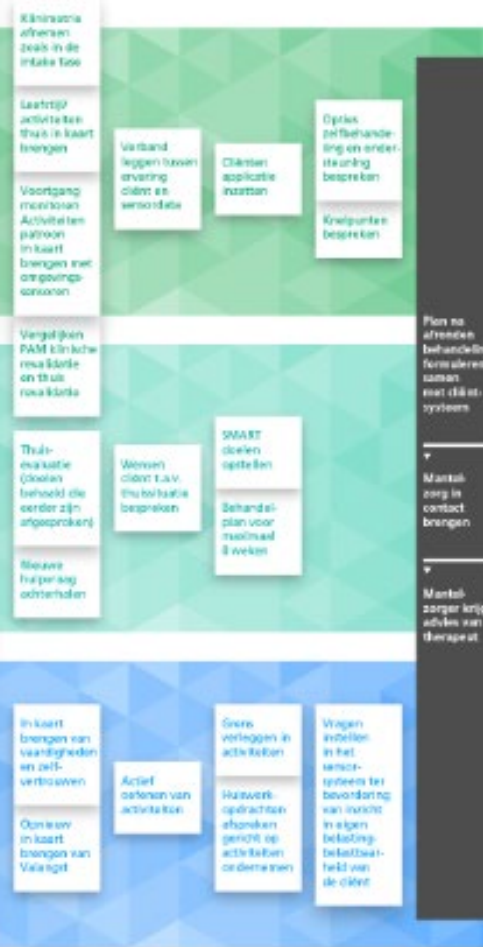 Klinimetrie
afnemen
zoals in de
intake fase
Leefstijl/
activiteiten
thuis in kaart
brengen
Voortgang
monitoren
Activiteiten
patroon
in kaart
brengen met
omgevings-
sensoren
Vergelijken
PAM klinische
revalidatie
en thuis
revalidatie
Verband
leggen tussen
ervaring
cliënt en
sensordata
Cliënten
applicatie
inzetten
Opties
zelfbehande-
ling en onder-
steuning
bespreken
Knelpunten
bespreken
Thuis-
evaluatie
(doelen
behaald die
eerder zijn
afgesproken)
Nieuwe
hulpvraag
achterhalen
Wensen
cliënt t.a.v.
thuissituatie
bespreken
SMART
doelen
opstellen
Behandel-
plan voor
maximaal
8 weken
In kaart
brengen van
vaardigheden
en zelf-
vertrouwen
Opnieuw
in kaart
brengen van
Valangst
Actief
oefenen van
activiteiten
Grens
verleggen in
activiteiten
Huiswerk-
opdrachten
afspreken
gericht op
activiteiten
ondernemen
Vragen
instellen
in het
sensor-
systeem ter
bevordering
van inzicht
in eigen
belasting-
belastbaar-
heid van
de cliënt
Plan na
afronden
behandeling
formuleren
samen
met cliënt-
systeem
Mantel-
zorg in
contact
brengen
Mantel-
zorger krijg
advies van
therapeut